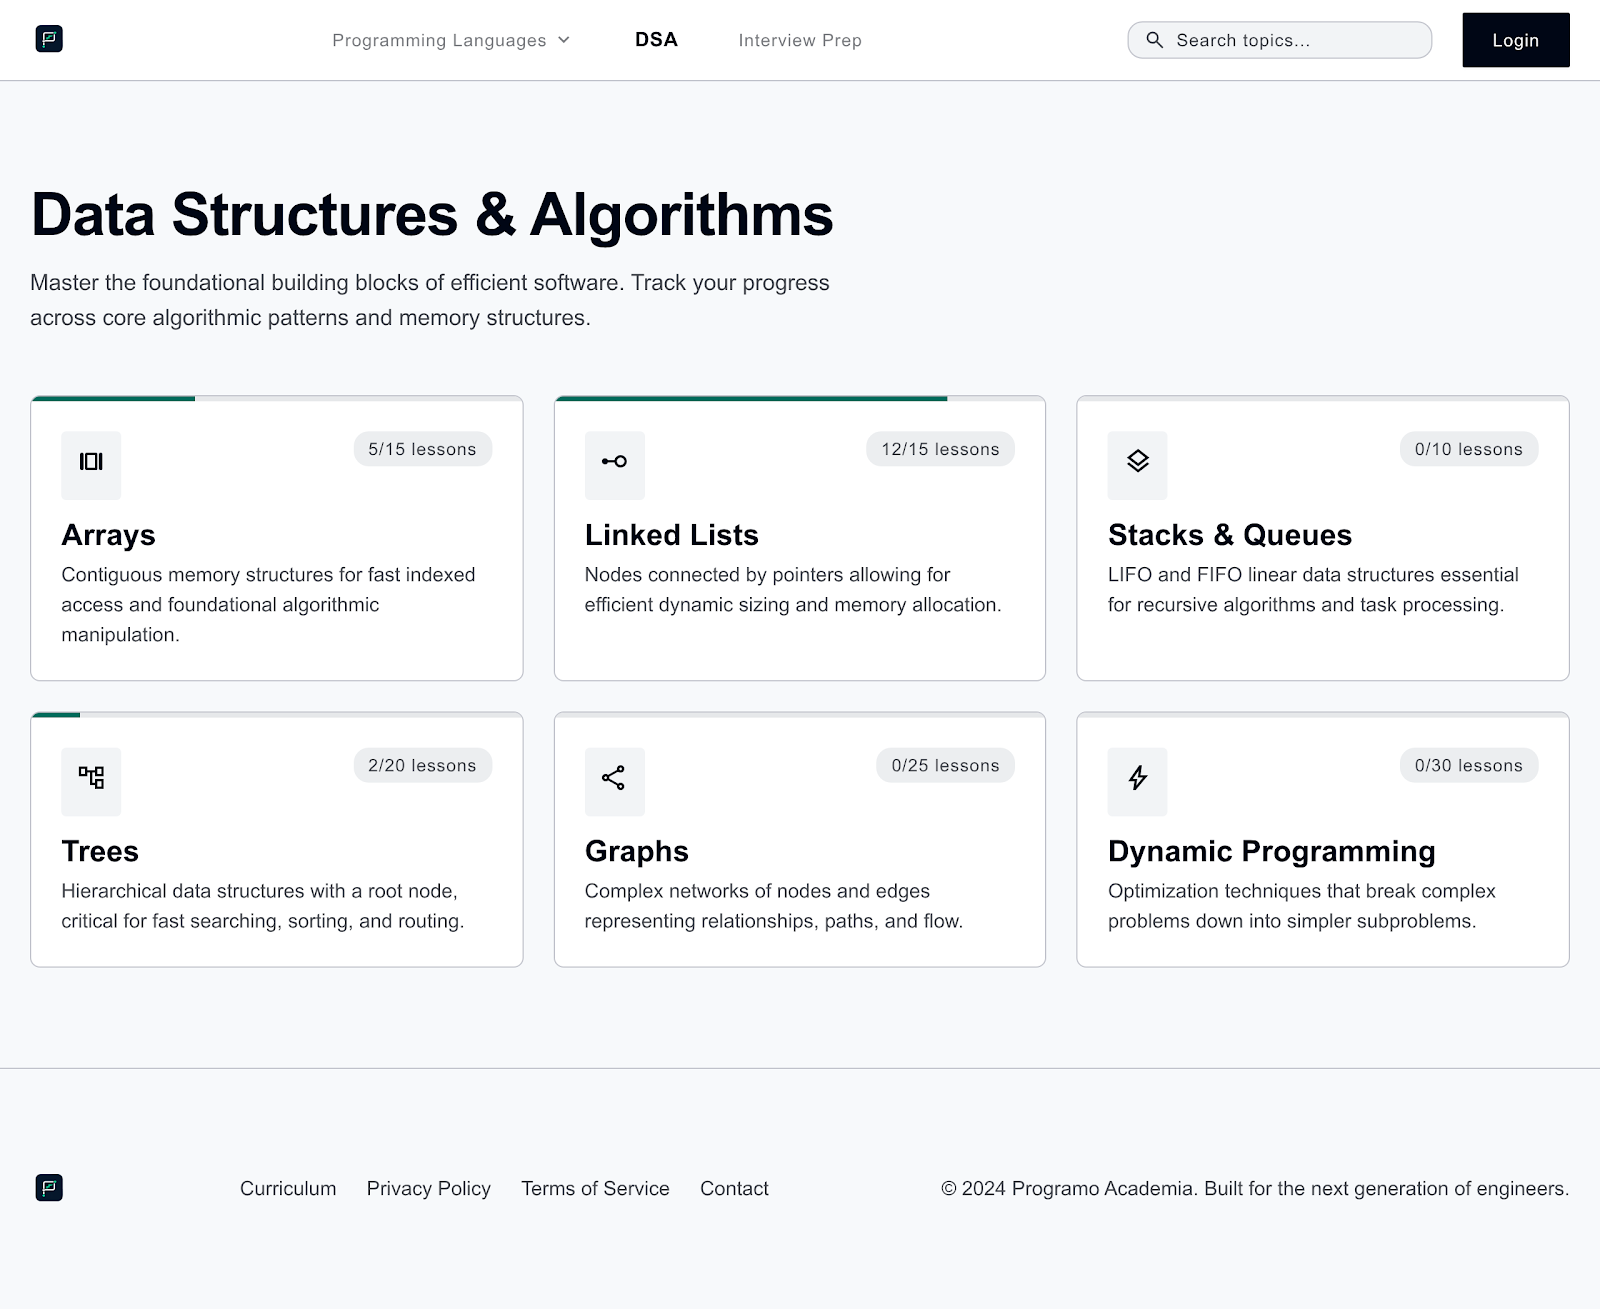 Programming Languages
DSA
Interview Prep
Search topics...
Login
Data Structures & Algorithms
Master the foundational building blocks of efficient software. Track your progress
across core algorithmic patterns and memory structures.
5/15 lessons
Arrays
Contiguous memory structures for fast indexed
access and foundational algorithmic
manipulation.
12/15 lessons
Linked Lists
Nodes connected by pointers allowing for
efficient dynamic sizing and memory allocation.
0/10 lessons
Stacks & Queues
LIFO and FIFO linear data structures essential
for recursive algorithms and task processing.
2/20 lessons
Trees
Hierarchical data structures with a root node,
critical for fast searching, sorting, and routing.
0/25 lessons
Graphs
Complex networks of nodes and edges
representing relationships, paths, and flow.
0/30 lessons
Dynamic Programming
Optimization techniques that break complex
problems down into simpler subproblems.
Curriculum
Privacy Policy
Terms of Service
Contact
© 2024 Programo Academia. Built for the next generation of engineers.